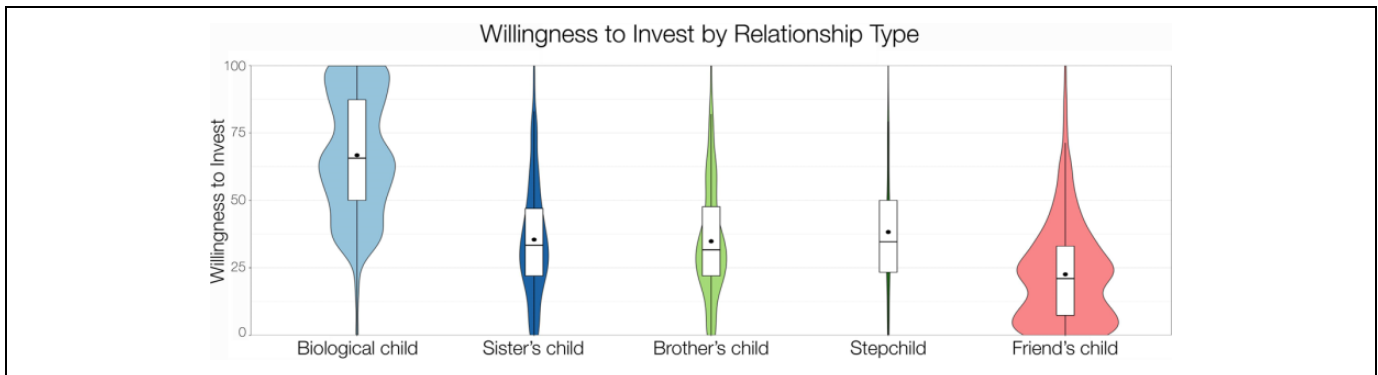 Willingness to Invest by Relationship Type
Willingness to Invest
100
75
50
25
0
Biological child
Sister’s child
Brother’s child
Stepchild
Friend’s child